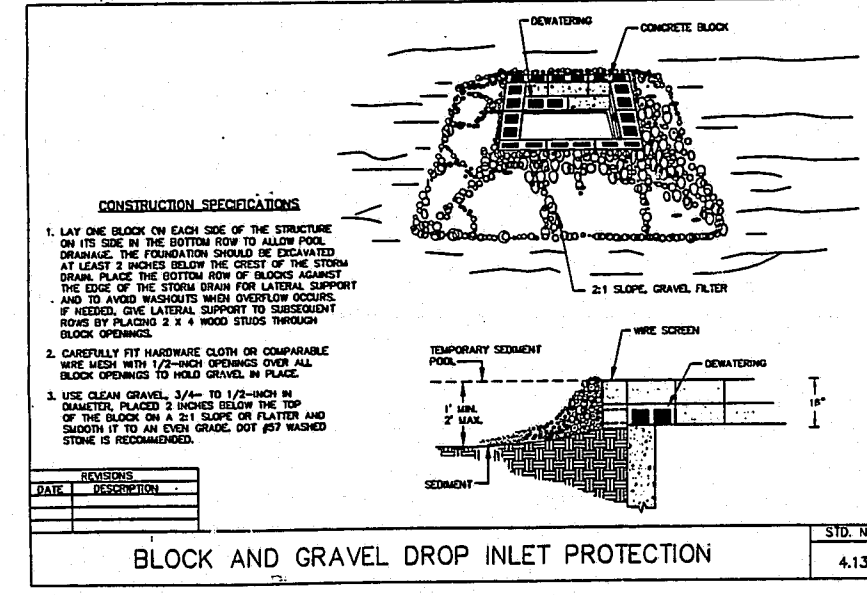 DEWATERING
CONCRETE BLOCK
CONSTRUCTION SPECIFICATIONS
1. LAY ONE BLOCK ON EACH SIDE OF THE STRUCTURE
ON ITS SIDE IN THE BOTTOM ROW TO ALLOW POOL
DRAINAGE. THE FOUNDATION SHOULD BE EXCAVATED
AT LEAST 2 INCHES BELOW THE CREST OF THE STORM
DRAIN. PLACE THE BOTTOM ROW OF BLOCKS AGAINST
THE EDGE OF THE STORM DRAIN FOR LATERAL SUPPORT
AND TO AVOID WASHOUTS WHEN OVERFLOW OCCURS.
IF NEEDED, GIVE LATERAL SUPPORT TO SUBSEQUENT
ROWS BY PLACING 2 X 4 WOOD STUDS THROUGH
BLOCK OPENINGS.
2. CAREFULLY FIT HARDWARE CLOTH OR COMPARABLE
WIRE MESH WITH 1/2-INCH OPENINGS OVER ALL
BLOCK OPENINGS TO HOLD GRAVEL IN PLACE.
3. USE CLEAN GRAVEL, 3/4- TO 1/2-INCH IN
DIAMETER, PLACED 2 INCHES BELOW THE TOP
OF THE BLOCK ON A 2:1 SLOPE OR FLATTER AND
SMOOTH IT TO AN EVEN GRADE. DOT #57 WASHED
STONE IS RECOMMENDED.
2:1 SLOPE, GRAVEL FILTER
WIRE SCREEN
TEMPORARY SEDIMENT
POOL
DEWATERING
1' MIN.
2' MAX.
16"
SEDIMENT
REVISIONS
DATE DESCRIPTION
BLOCK AND GRAVEL DROP INLET PROTECTION
STD. N
4.13